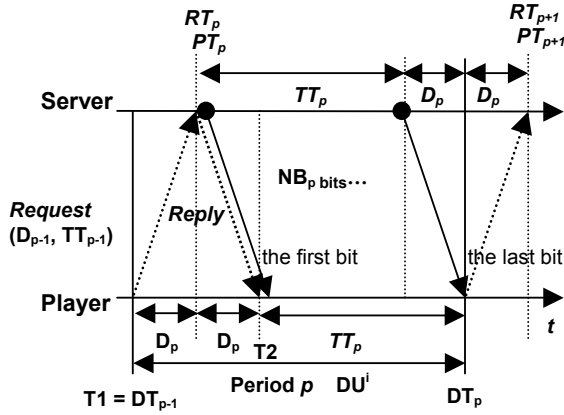 RTp RTp+1
PTp PTp+1
TTp Dp Dp
Server
NBp bits...
Request
(Dp-1, TTp-1)
Reply
the first bit the last bit
Player
t
Dp Dp T2 TTp
Period p DUⁱ
T1 = DTp-1 DTp